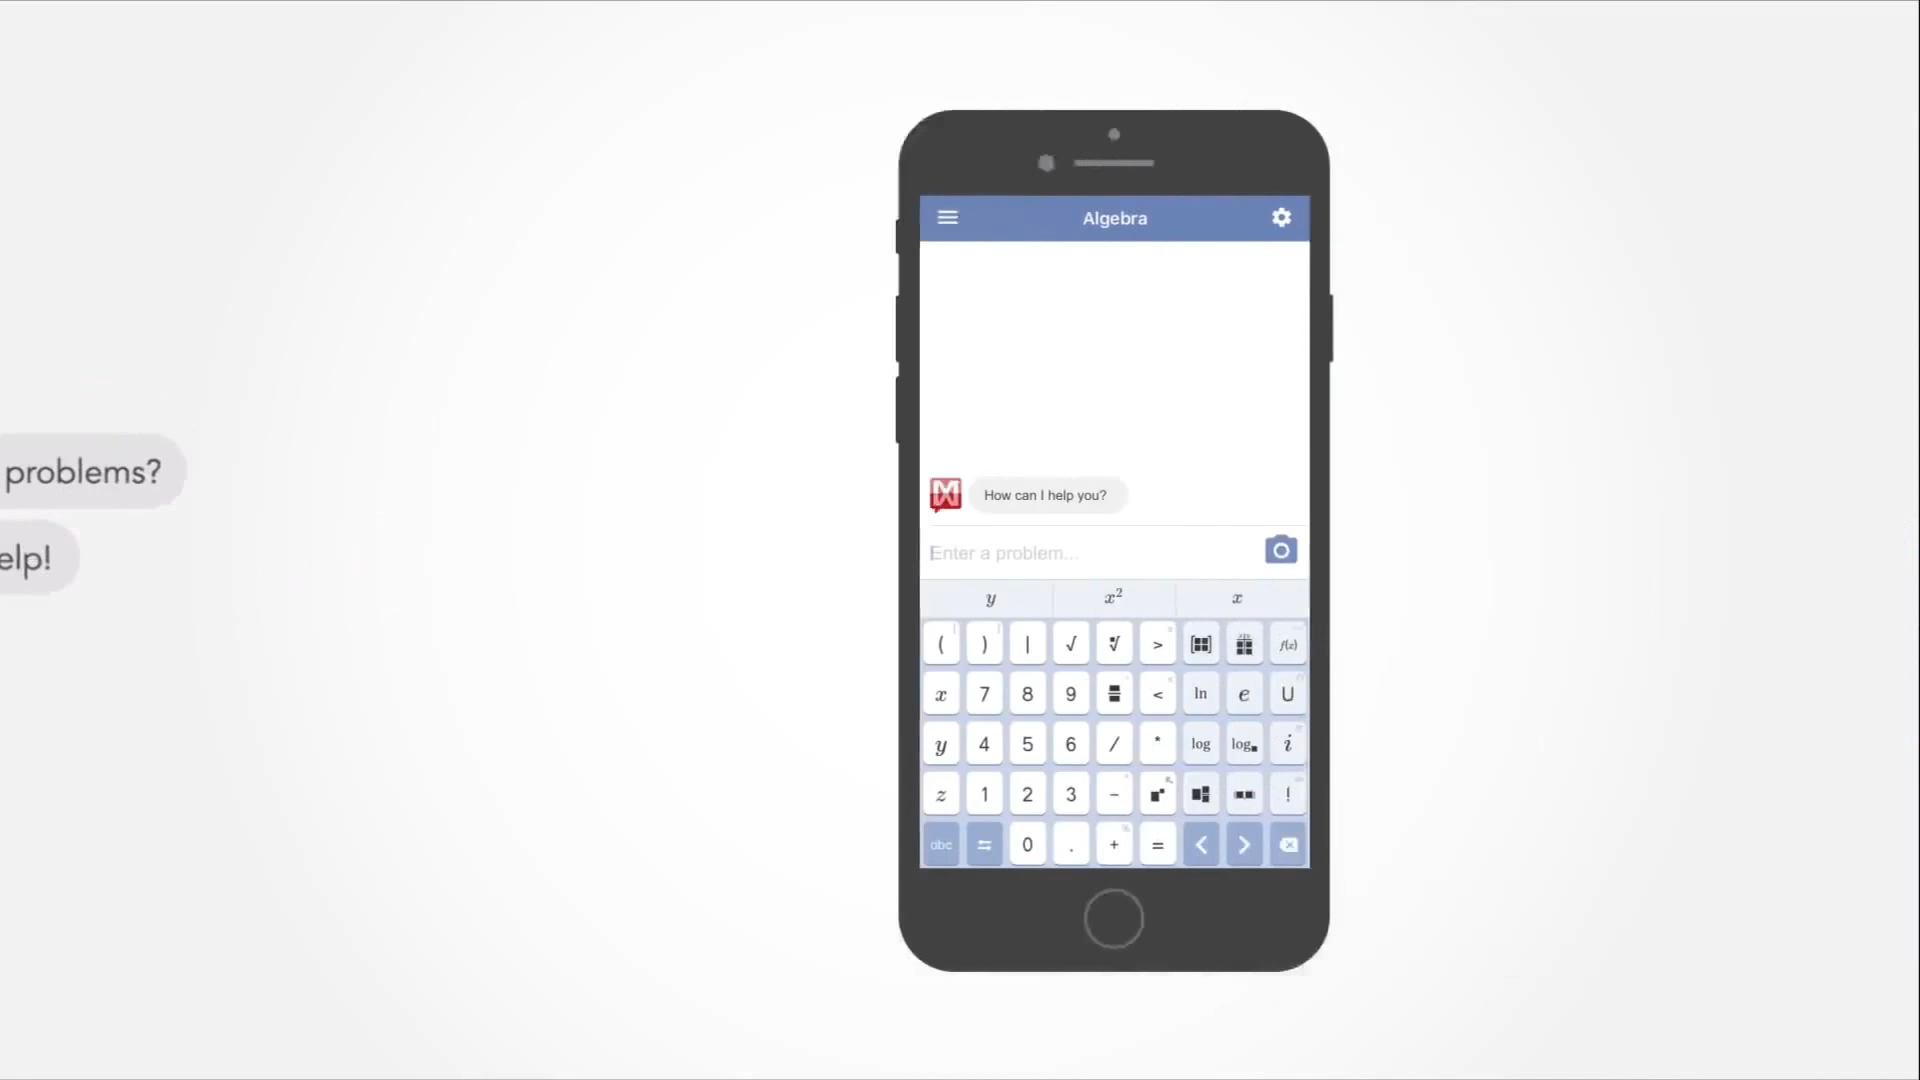 problems?
elp!
Algebra
How can I help you?
Enter a problem...
y x² x
( ) | √ √ > f(x)
x 7 8 9 < ln e U
y 4 5 6 / * log log i
z 1 2 3 − !
abc 0 . + =